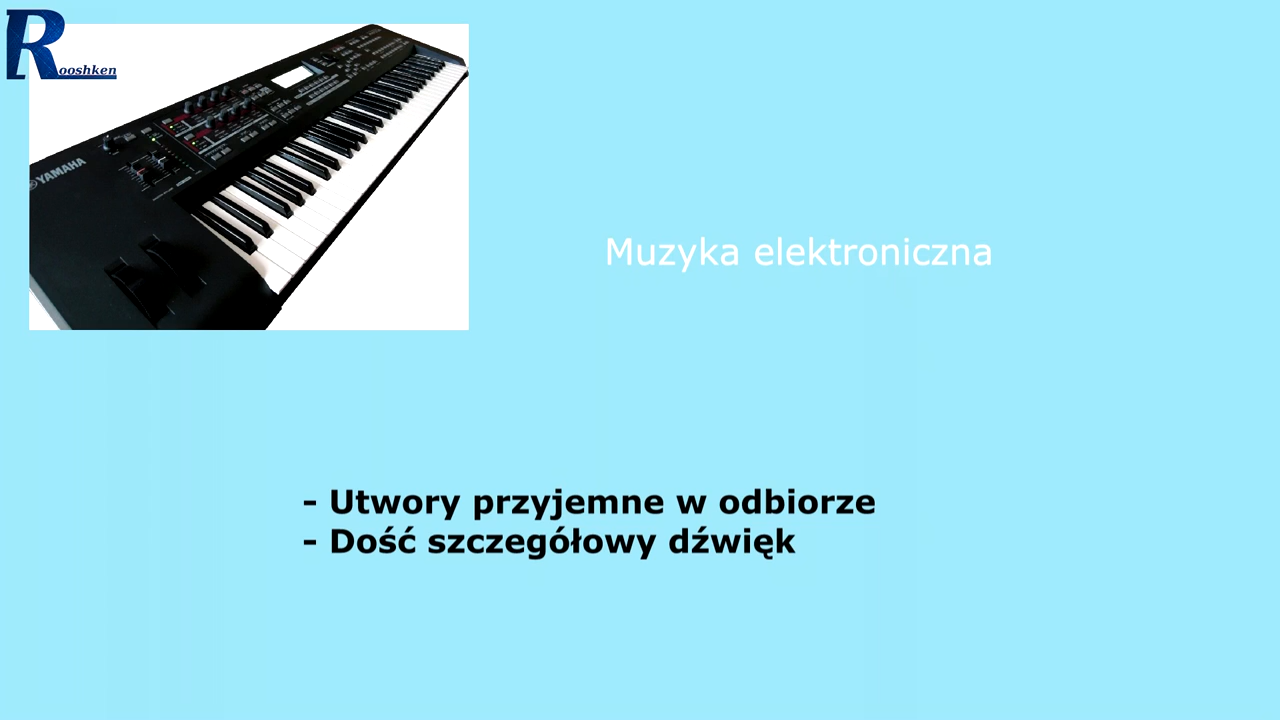 Rooshken
YAMAHA
Muzyka elektroniczna
- Utwory przyjemne w odbiorze
- Dość szczegółowy dźwięk